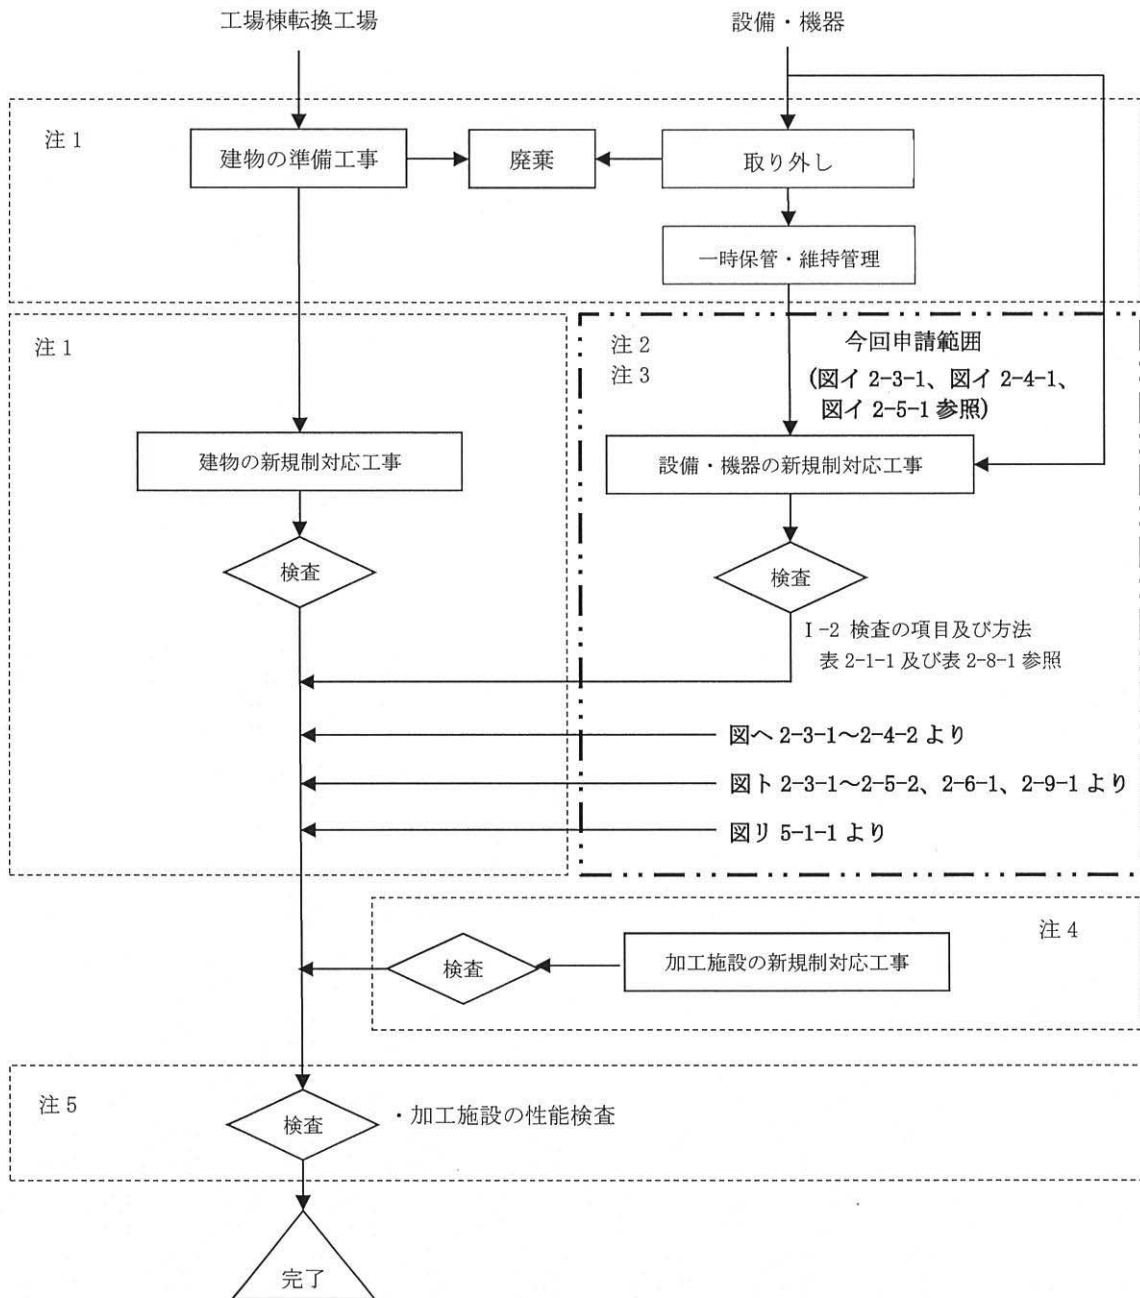 工場棟転換工場
設備・機器
注 1
建物の準備工事
廃棄
取り外し
一時保管・維持管理
注 1
注 2
注 3
今回申請範囲
(図イ 2-3-1、図イ 2-4-1、
図イ 2-5-1 参照)
建物の新規制対応工事
設備・機器の新規制対応工事
検査
検査
Ⅰ-2 検査の項目及び方法
表 2-1-1 及び表 2-8-1 参照
図ヘ 2-3-1～2-4-2 より
図ト 2-3-1～2-5-2、2-6-1、2-9-1 より
図リ 5-1-1 より
注 4
検査
加工施設の新規制対応工事
注 5
検査
・加工施設の性能検査
完了